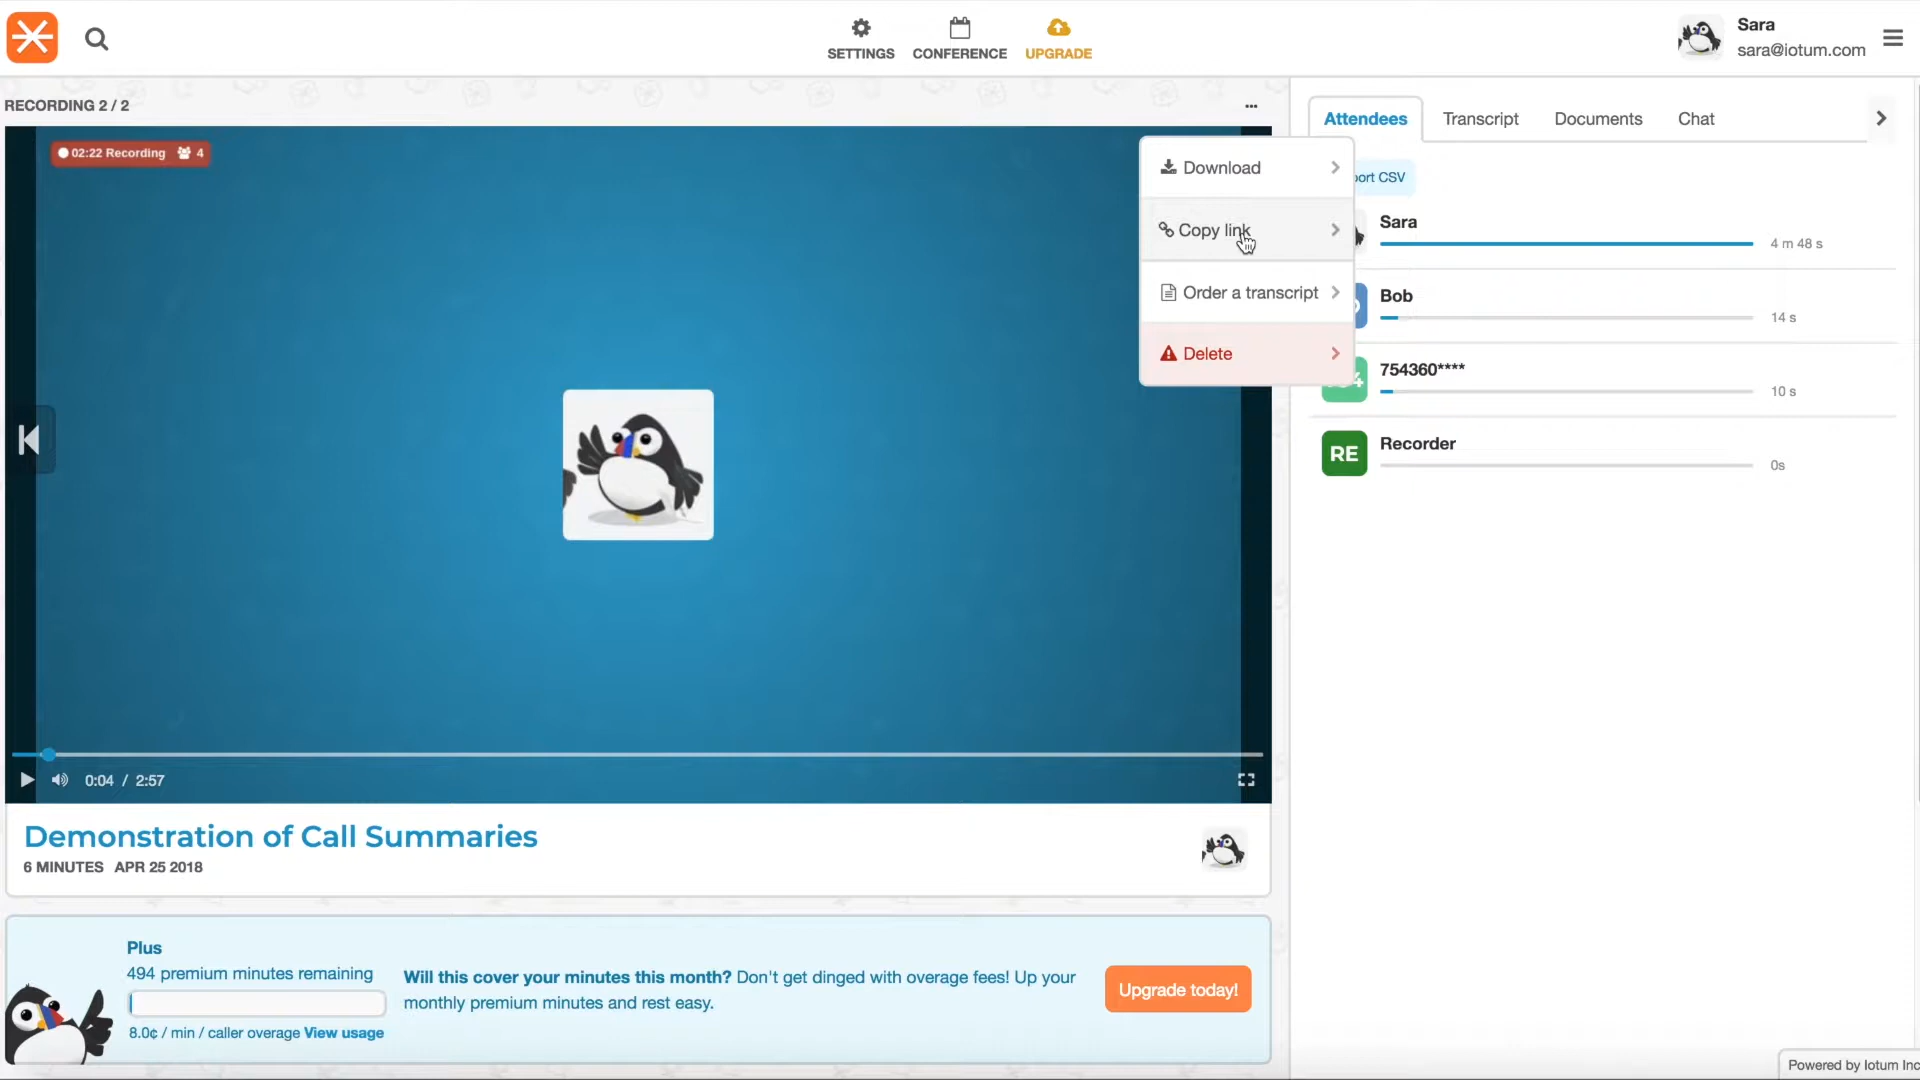 SETTINGS
CONFERENCE
UPGRADE
Sara
sara@iotum.com
RECORDING 2 / 2
...
02:22 Recording 4
Download
Copy link
Order a transcript
Delete
Attendees
Transcript
Documents
Chat
ort CSV
Sara
4 m 48 s
Bob
14 s
754360****
10 s
4
RE
Recorder
0s
0:04 / 2:57
Demonstration of Call Summaries
6 MINUTES APR 25 2018
Plus
494 premium minutes remaining
8.0¢ / min / caller overage View usage
Will this cover your minutes this month? Don't get dinged with overage fees! Up your
monthly premium minutes and rest easy.
Upgrade today!
Powered by Iotum Inc